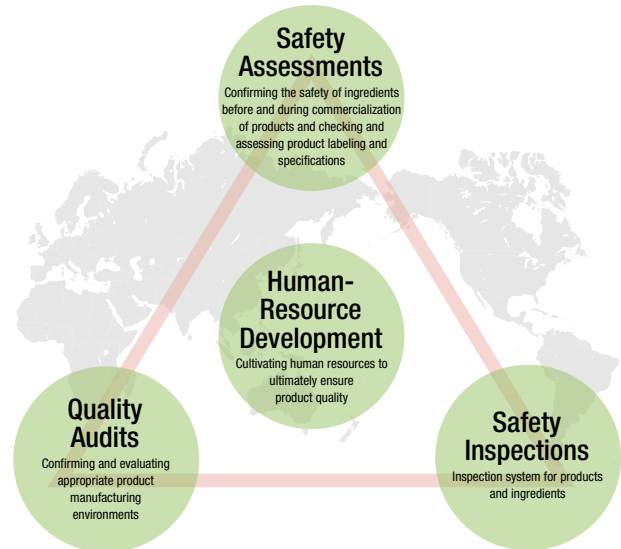 Safety
Assessments
Confirming the safety of ingredients
before and during commercialization
of products and checking and
assessing product labeling and
specifications
Human-
Resource
Development
Cultivating human resources to
ultimately ensure
product quality
Quality
Audits
Confirming and evaluating
appropriate product
manufacturing
environments
Safety
Inspections
Inspection system for products
and ingredients